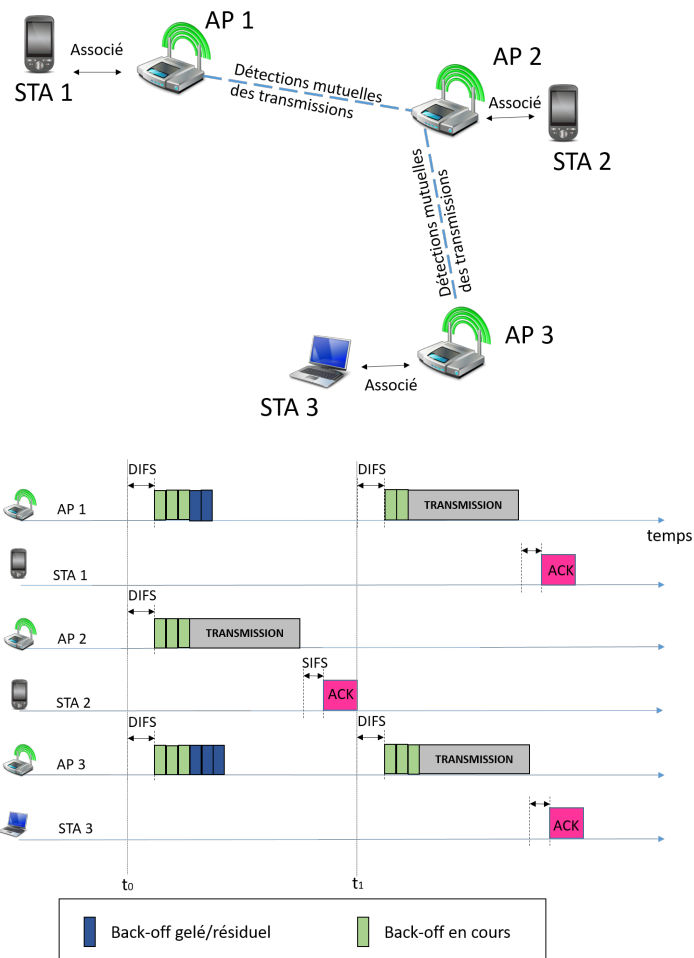 AP 1
Associé
STA 1
Détections mutuelles
des transmissions
AP 2
Associé
STA 2
Détections mutuelles
des transmissions
AP 3
Associé
STA 3
DIFS
DIFS
AP 1
TRANSMISSION
temps
STA 1
ACK
DIFS
AP 2
TRANSMISSION
SIFS
STA 2
ACK
DIFS
DIFS
AP 3
TRANSMISSION
STA 3
ACK
t0
t1
Back-off gelé/résiduel
Back-off en cours